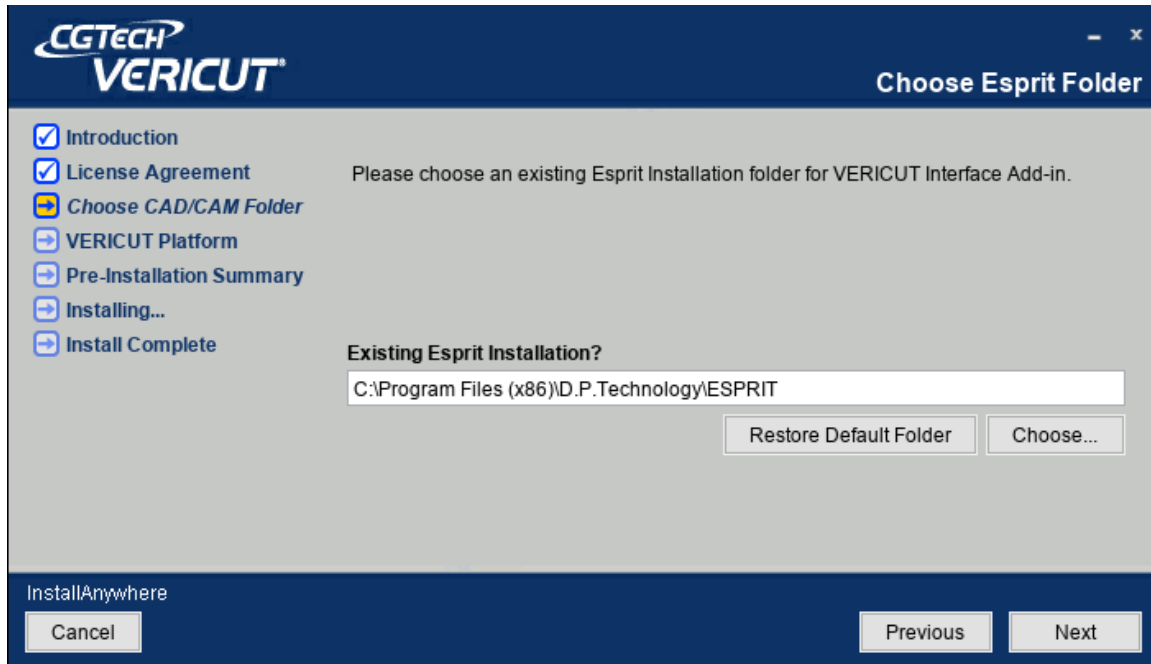 CGTECH
VERICUT®
Choose Esprit Folder
Introduction
License Agreement
Choose CAD/CAM Folder
VERICUT Platform
Pre-Installation Summary
Installing...
Install Complete
Please choose an existing Esprit Installation folder for VERICUT Interface Add-in.
Existing Esprit Installation?
C:\Program Files (x86)\D.P.Technology\ESPRIT
Restore Default Folder
Choose...
InstallAnywhere
Cancel
Previous
Next